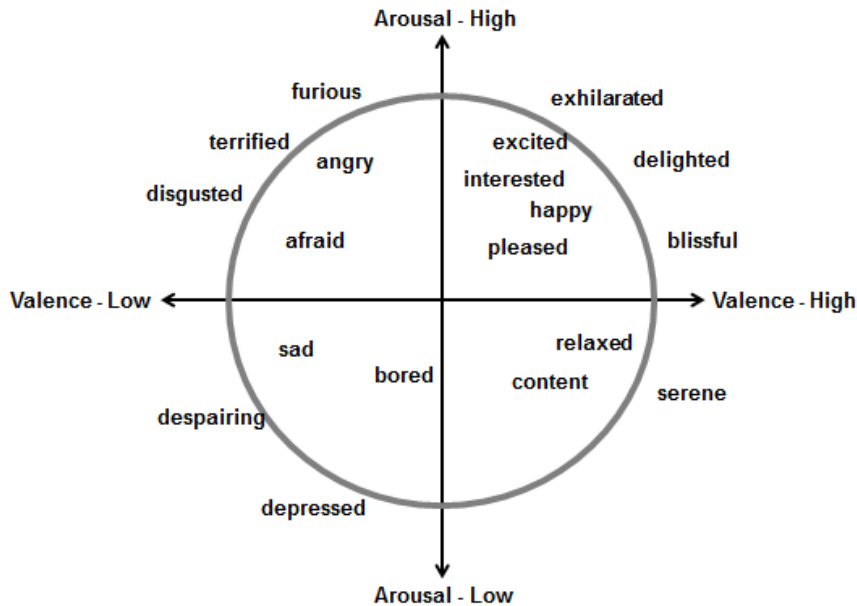 Arousal - High
furious
exhilarated
terrified
excited
angry
delighted
interested
disgusted
happy
afraid
pleased
blissful
Valence - Low
Valence - High
sad
relaxed
bored
content
serene
despairing
depressed
Arousal - Low